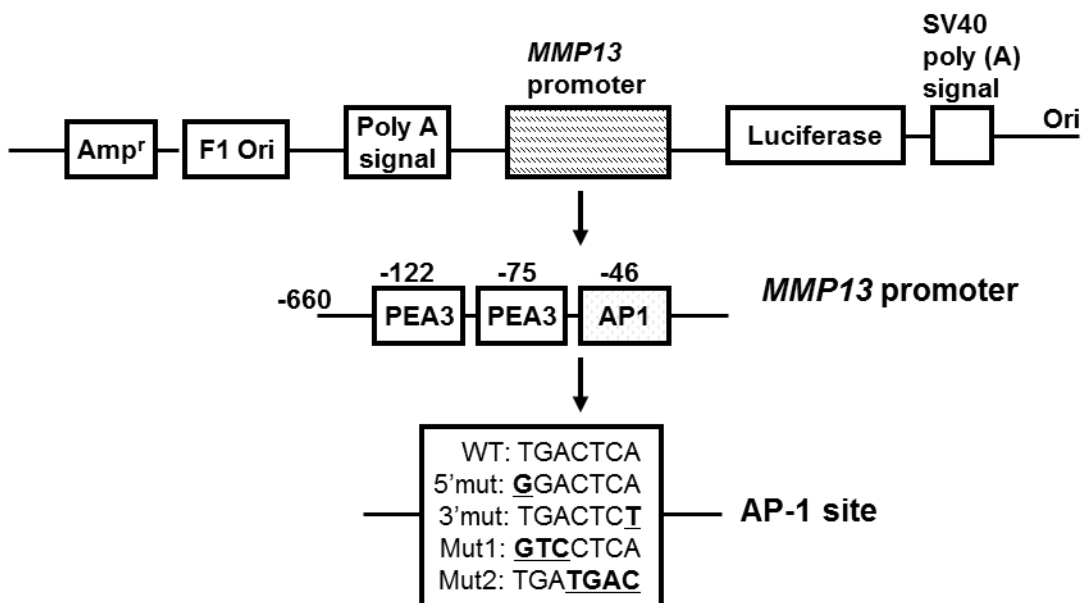 SV40
poly (A)
signal
MMP13
promoter
Ampʳ
F1 Ori
Poly A
signal
Luciferase
Ori
-122
-75
-46
-660
PEA3
PEA3
AP1
MMP13 promoter
WT: TGACTCA
5'mut: GGACTCA
3'mut: TGACTCT
Mut1: GTCCTCA
Mut2: TGATGAC
AP-1 site